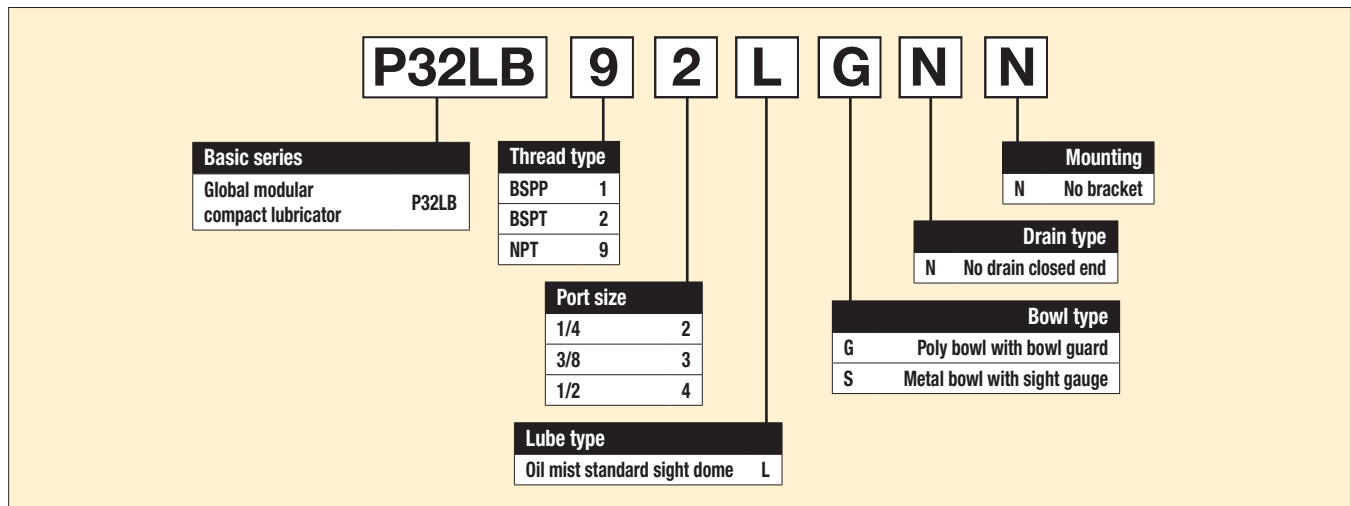 P32LB 9 2 L G N N
Basic series
Global modular
compact lubricator P32LB
Thread type
BSPP 1
BSPT 2
NPT 9
Mounting
N No bracket
Drain type
N No drain closed end
Port size
1/4 2
3/8 3
1/2 4
Bowl type
G Poly bowl with bowl guard
S Metal bowl with sight gauge
Lube type
Oil mist standard sight dome L